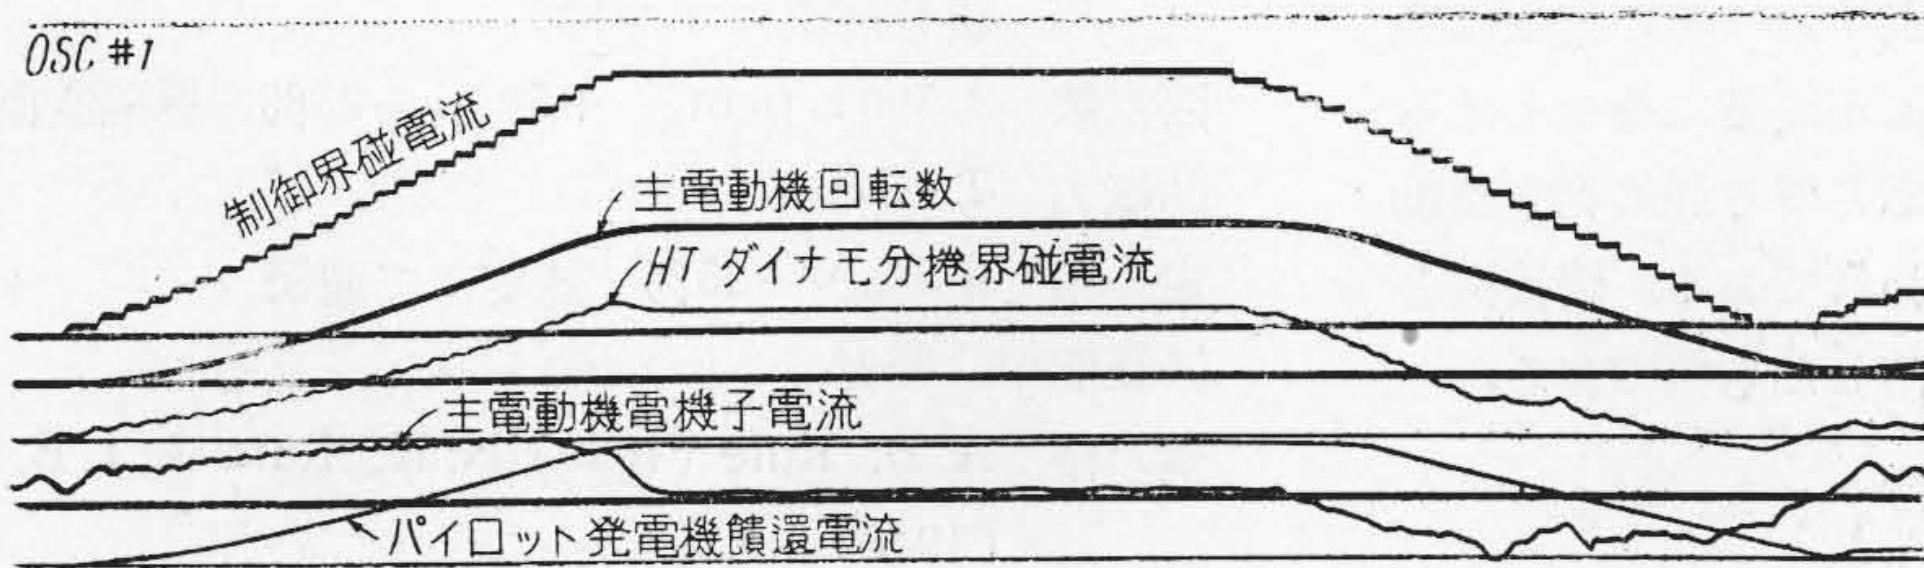 OSC #1
制御界磁電流
主電動機回転数
HT ダイナモ分捲界磁電流
主電動機電機子電流
パイロット発電機饋還電流